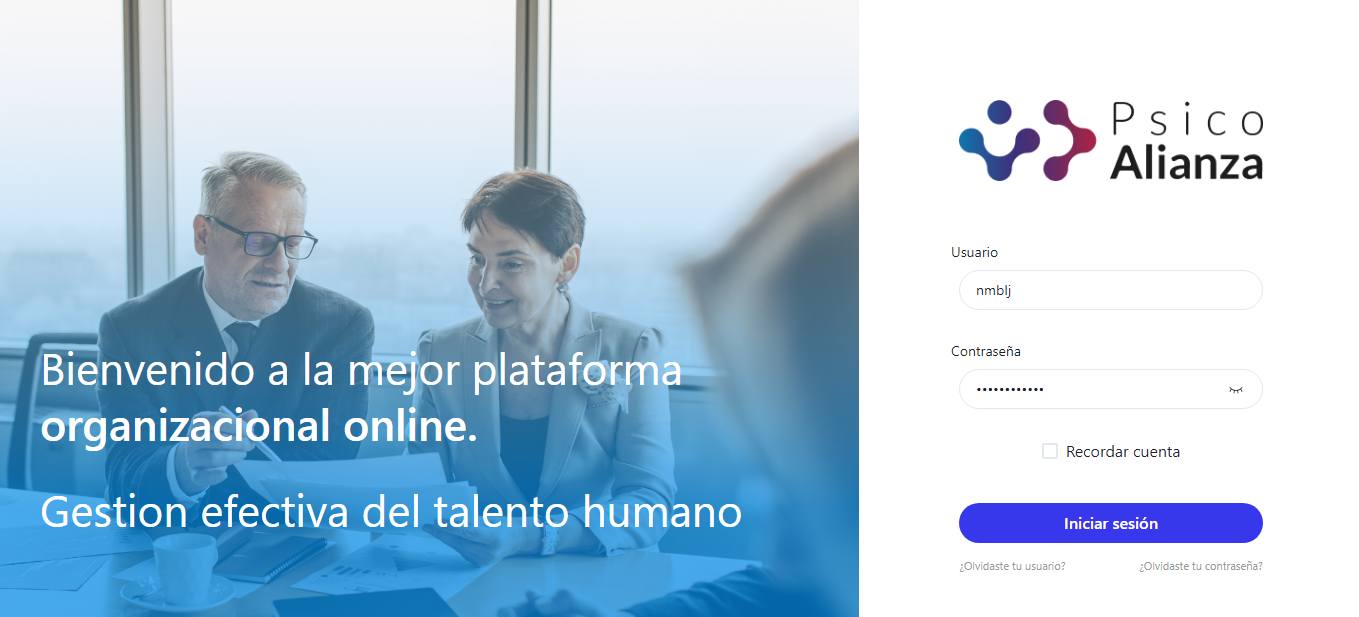 Bienvenido a la mejor plataforma
organizacional online.
Gestion efectiva del talento humano
Psico
Alianza
Usuario
nmblj
Contraseña
••••••••••••
Recordar cuenta
Iniciar sesión
¿Olvidaste tu usuario?
¿Olvidaste tu contraseña?